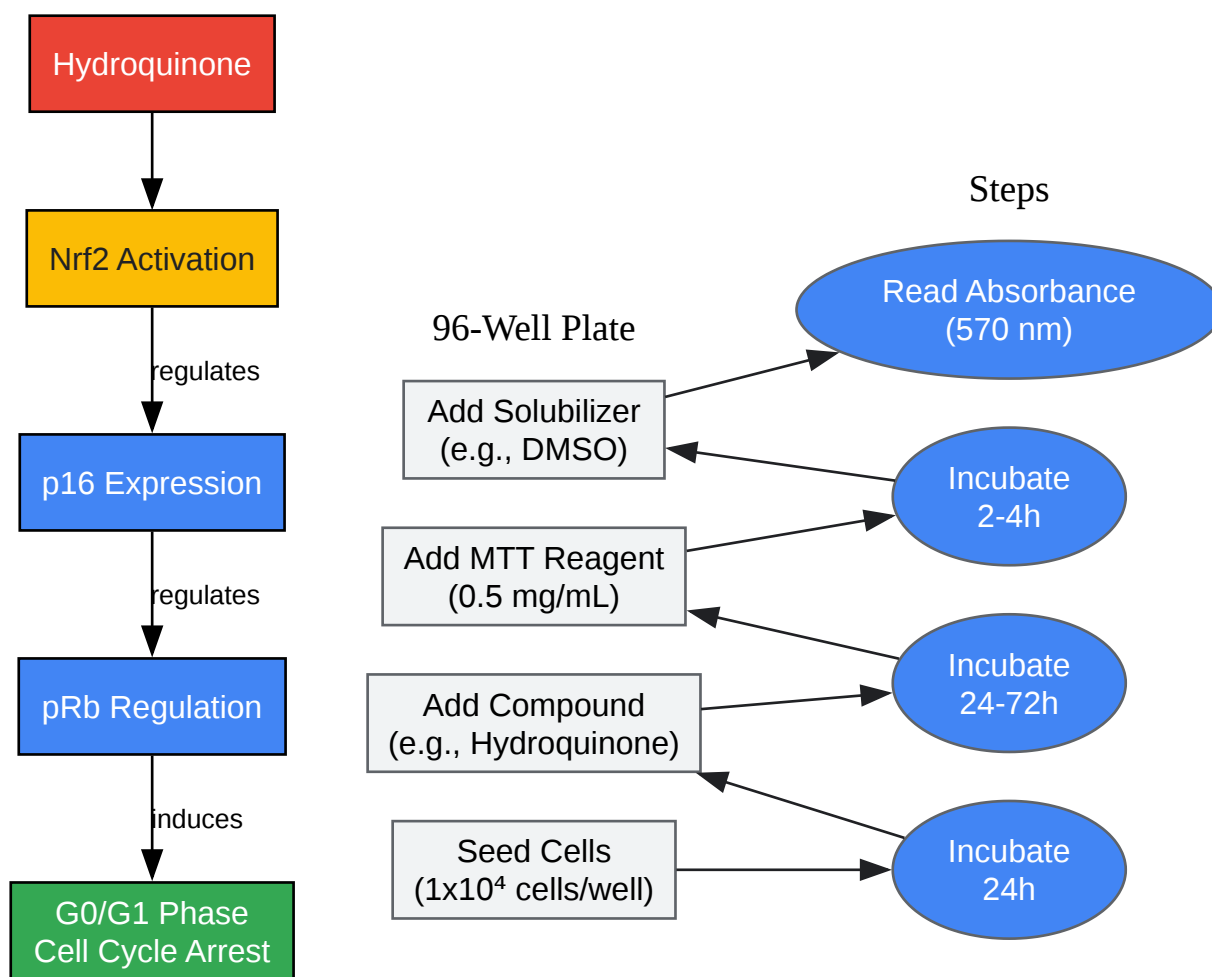 Hydroquinone
Nrf2 Activation
regulates
p16 Expression
regulates
pRb Regulation
induces
G0/G1 Phase
Cell Cycle Arrest
96-Well Plate
Add Solubilizer
(e.g., DMSO)
Add MTT Reagent
(0.5 mg/mL)
Add Compound
(e.g., Hydroquinone)
Seed Cells
(1x10⁴ cells/well)
Steps
Read Absorbance
(570 nm)
Incubate
2-4h
Incubate
24-72h
Incubate
24h